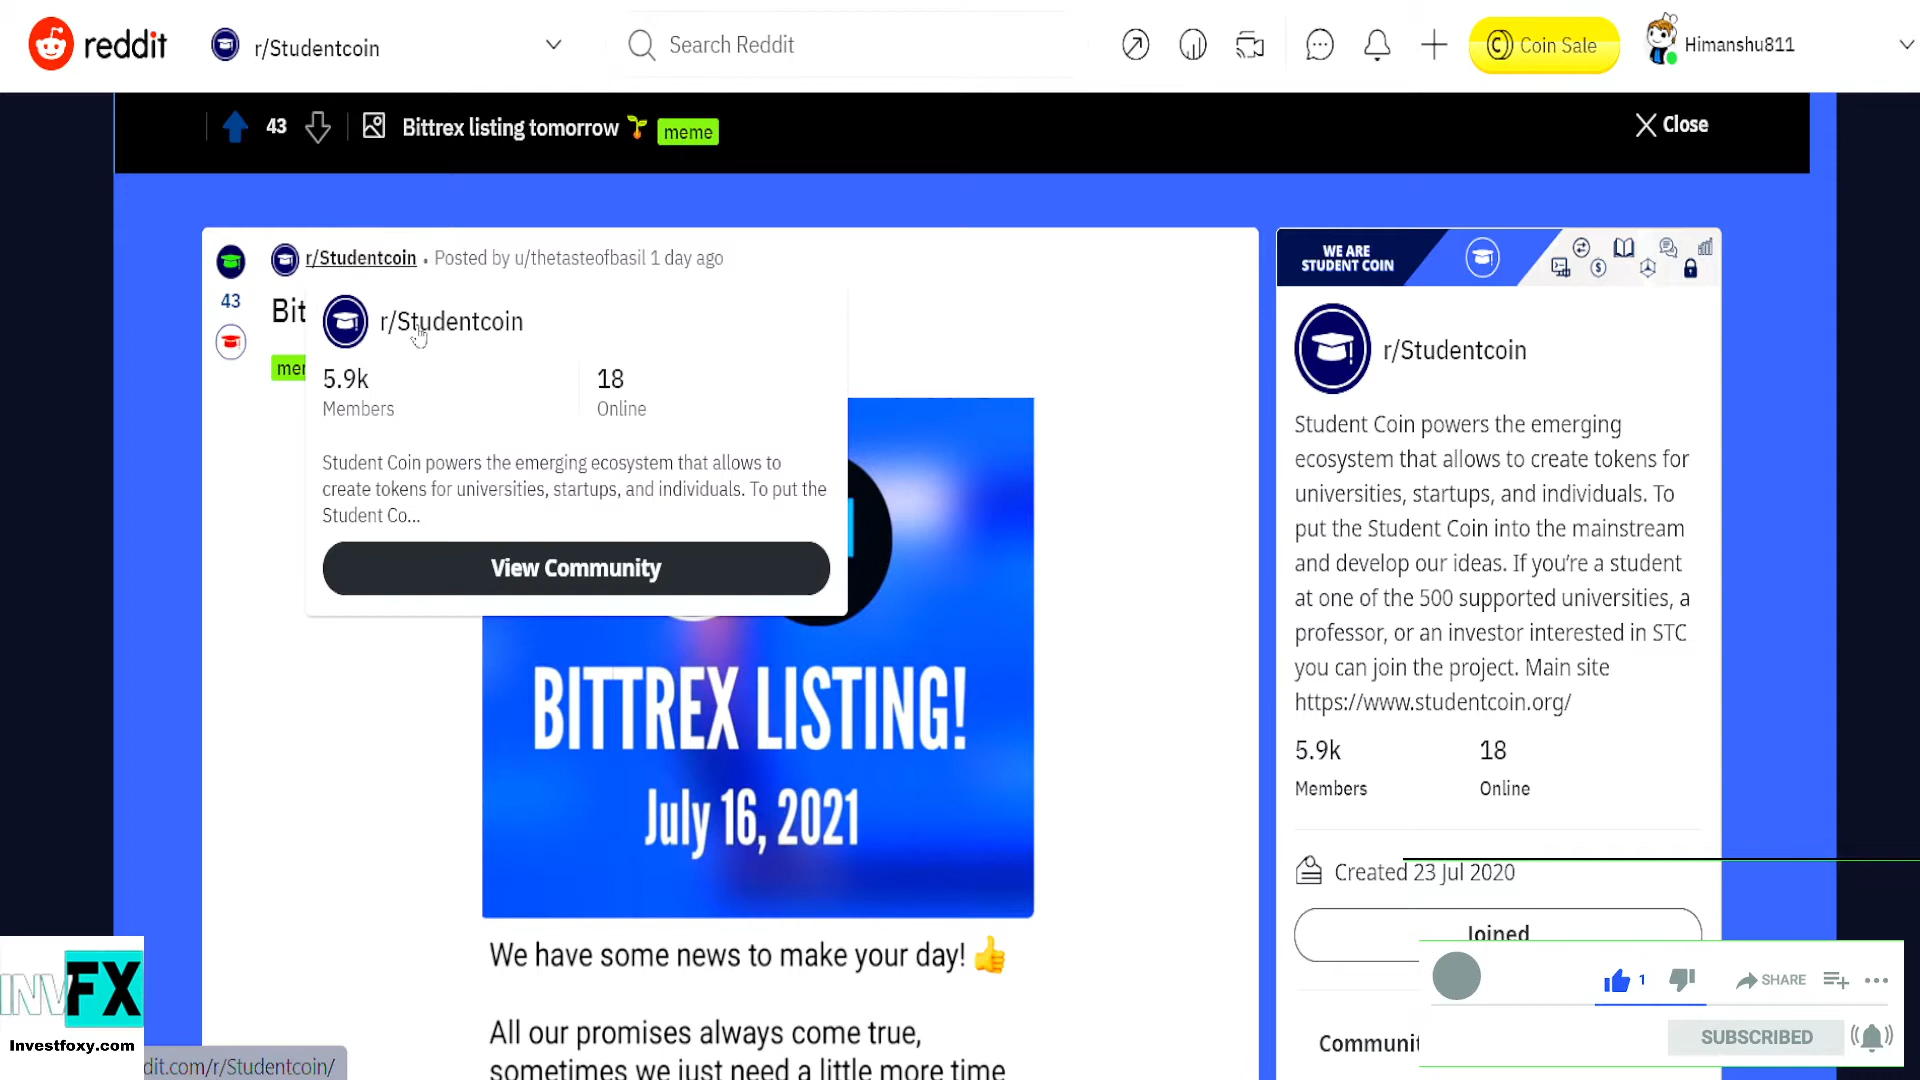 reddit
r/Studentcoin
Search Reddit
Coin Sale
Himanshu811
43
Bittrex listing tomorrow
meme
Close
r/Studentcoin • Posted by u/thetasteofbasil 1 day ago
43
Bit
r/Studentcoin
mer
5.9k
Members
18
Online
Student Coin powers the emerging ecosystem that allows to
create tokens for universities, startups, and individuals. To put the
Student Co...
View Community
BITTREX LISTING!
July 16, 2021
We have some news to make your day! 👍
All our promises always come true,
sometimes we just need a little more time
WE ARE
STUDENT COIN
r/Studentcoin
Student Coin powers the emerging
ecosystem that allows to create tokens for
universities, startups, and individuals. To
put the Student Coin into the mainstream
and develop our ideas. If you're a student
at one of the 500 supported universities, a
professor, or an investor interested in STC
you can join the project. Main site
https://www.studentcoin.org/
5.9k
Members
18
Online
Created 23 Jul 2020
Joined
Communit
1
SHARE
SUBSCRIBED
INVFX
Investfoxy.com
dit.com/r/Studentcoin/